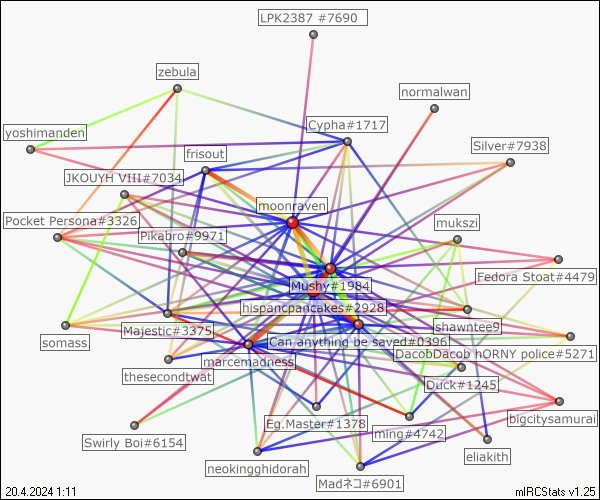 LPK2387 #7690
zebula
normalwan
Cypha#1717
yoshimanden
Silver#7938
frisout
JKOUYH VIII#7034
moonraven
Pocket Persona#3326
mukszi
Pikabro#9971
Fedora Stoat#4479
Mushy#1984
hispancpancakes#2928
Majestic#3375
shawntee9
somass
Can anything be saved#0396
DacobDacob hORNY police#5271
marcemadness
thesecondtwat
Duck#1245
bigcitysamurai
Eg.Master#1378
ming#4742
Swirly Boi#6154
eliakith
neokingghidorah
Madネコ#6901
20.4.2024 1:11
mIRCStats v1.25